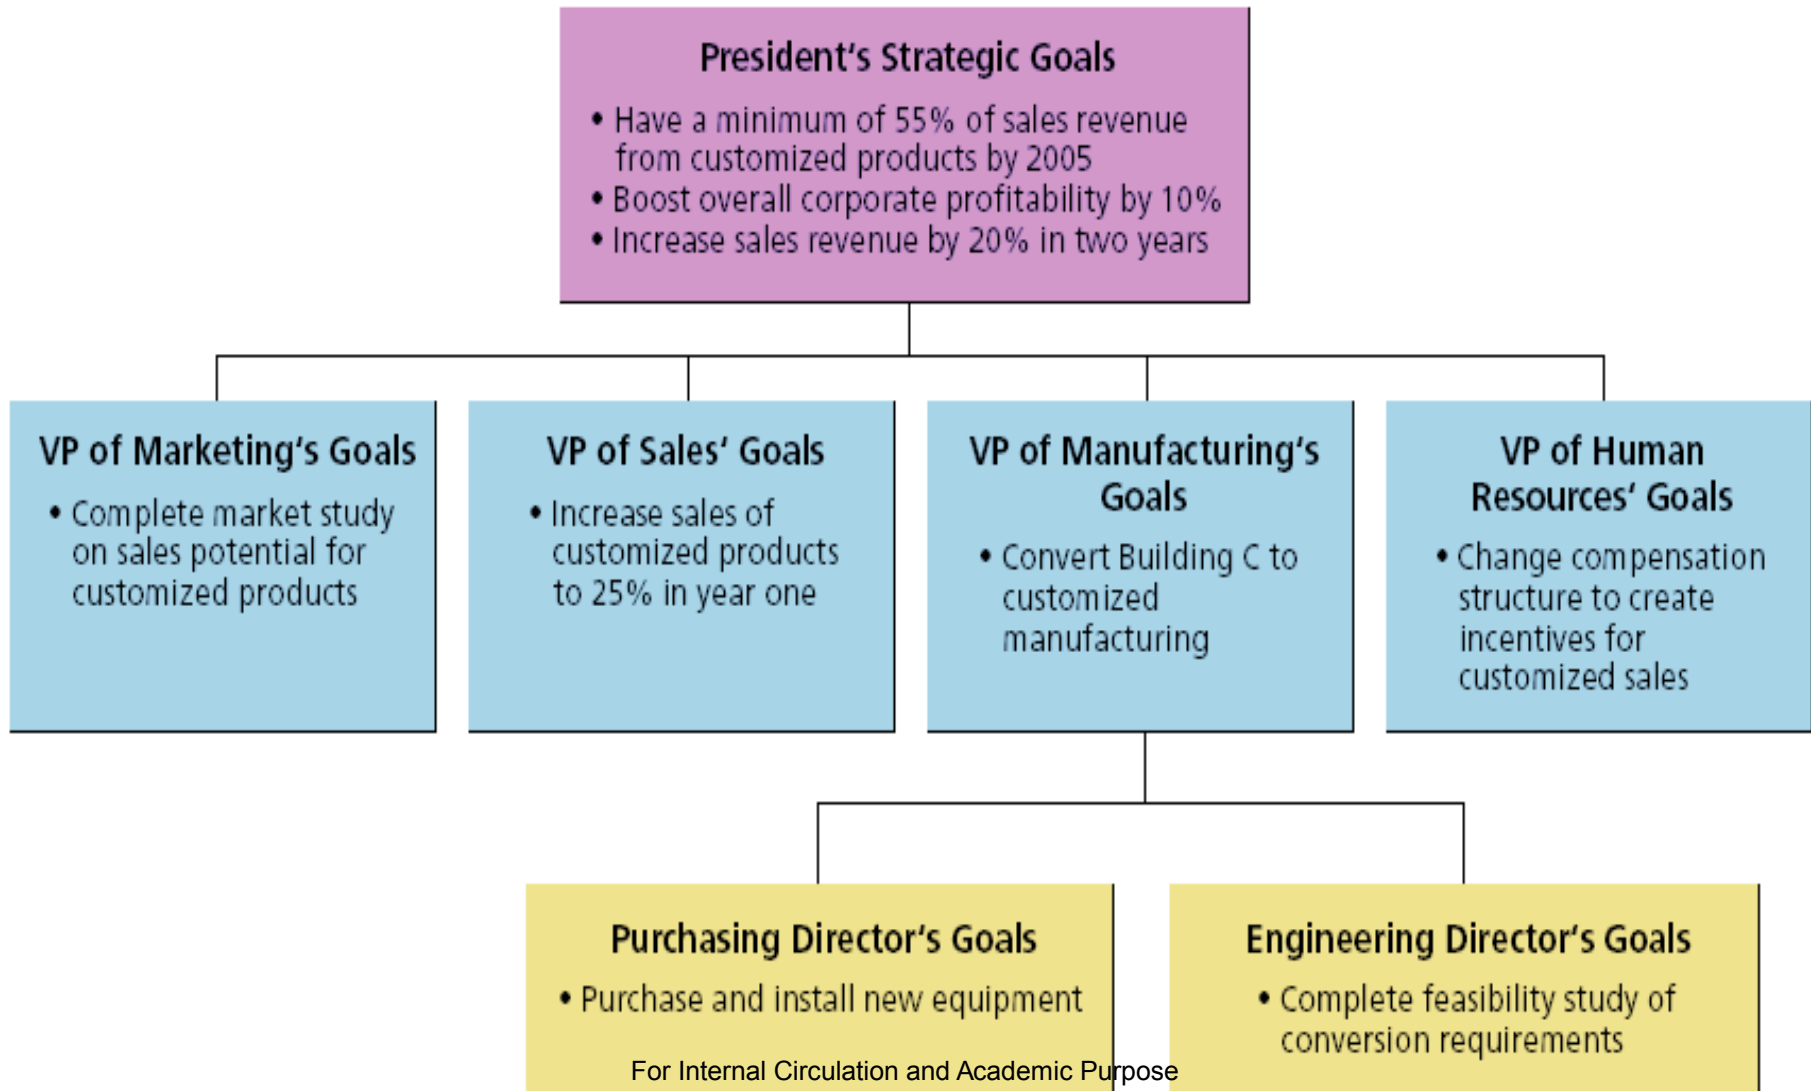 President‘s Strategic Goals
• Have a minimum of 55% of sales revenue
from customized products by 2005
• Boost overall corporate profitability by 10%
• Increase sales revenue by 20% in two years
VP of Marketing‘s Goals
• Complete market study
on sales potential for
customized products
VP of Sales‘ Goals
• Increase sales of
customized products
to 25% in year one
VP of Manufacturing‘s
Goals
• Convert Building C to
customized
manufacturing
VP of Human
Resources‘ Goals
• Change compensation
structure to create
incentives for
customized sales
Purchasing Director‘s Goals
• Purchase and install new equipment
Engineering Director‘s Goals
• Complete feasibility study of
conversion requirements
For Internal Circulation and Academic Purpose